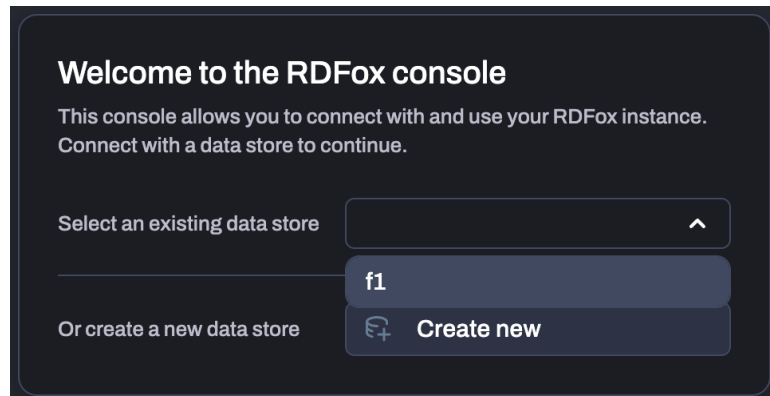 Welcome to the RDFox console
This console allows you to connect with and use your RDFox instance.
Connect with a data store to continue.
Select an existing data store
f1
Or create a new data store
Create new